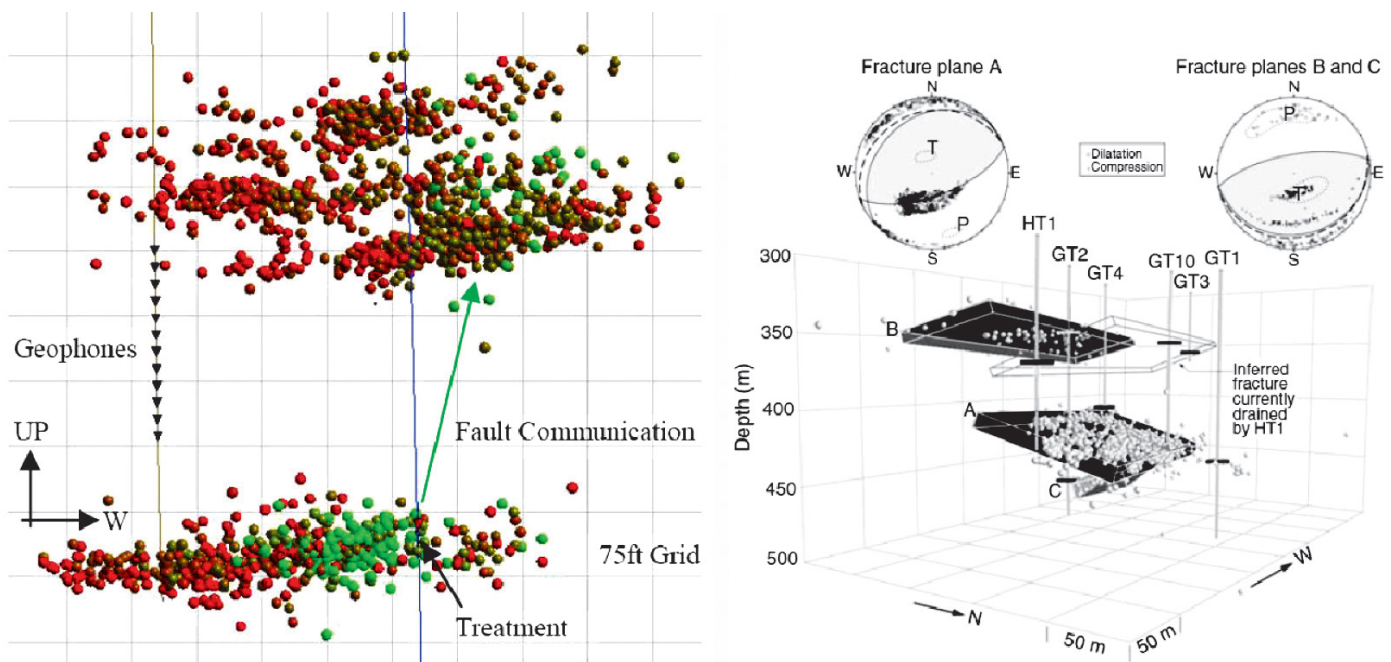 Geophones
UP
W
Fault Communication
75ft Grid
Treatment
Fracture plane A
N
W
E
S
T
P
Dilatation
Compression
Fracture planes B and C
N
W
E
S
P
T
HT1
GT2
GT4
GT10
GT3
GT1
Depth (m)
300
350
400
450
500
B
A
C
Inferred
fracture
currently
drained
by HT1
N
W
50 m
50 m